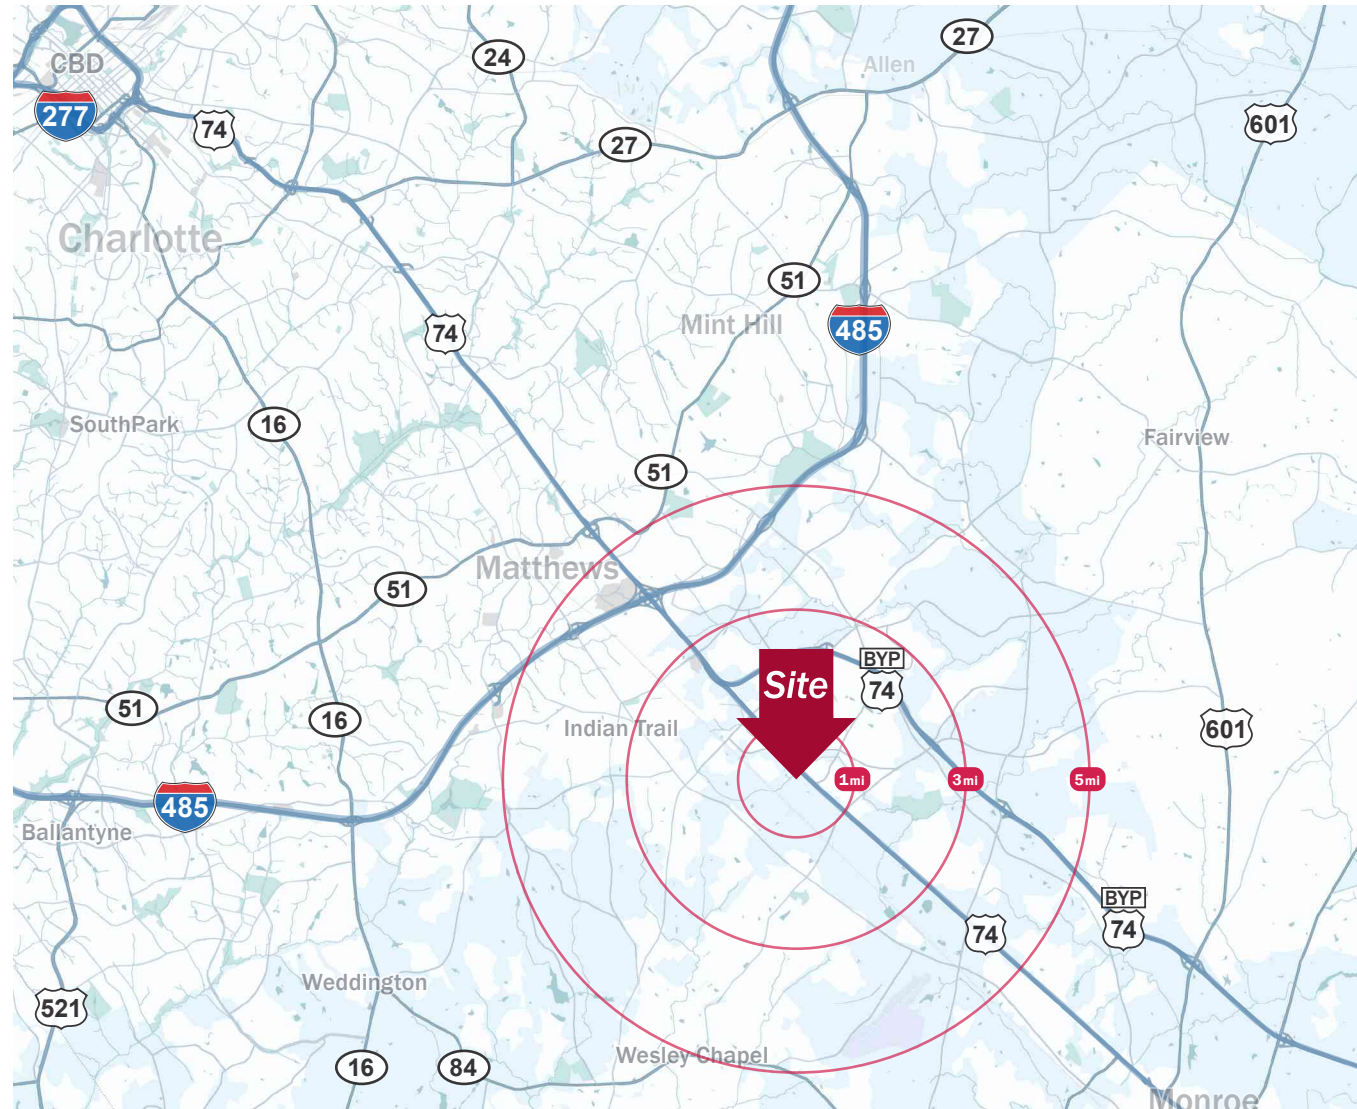 27
24
CBD
Allen
277
601
74
27
Charlotte
51
Mint Hill
485
74
SouthPark
16
Fairview
51
Matthews
51
BYP
74
Site
51
16
Indian Trail
601
1mi
3mi
5mi
485
Ballantyne
BYP
74
74
Weddington
521
Wesley Chapel
16
84
Monroe